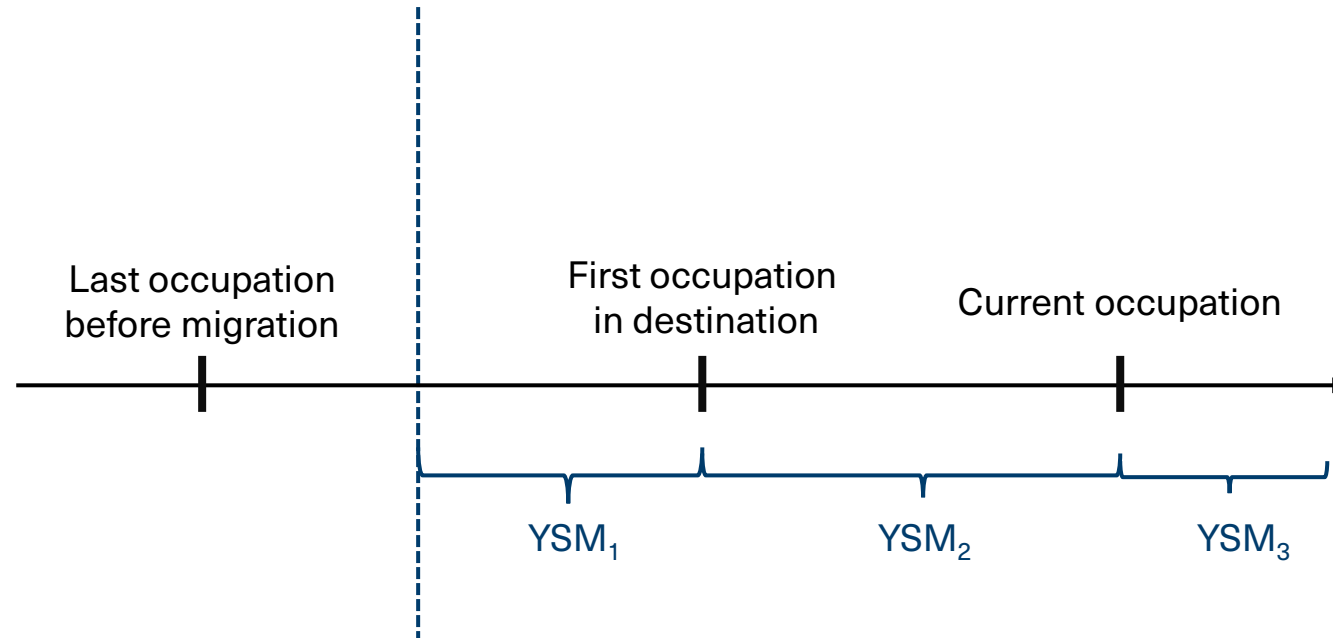 Last occupation
before migration
First occupation
in destination
Current occupation
YSM₁
YSM₂
YSM₃